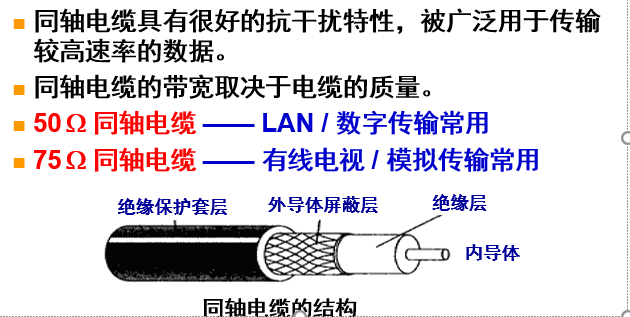 同轴电缆具有很好的抗干扰特性，被广泛用于传输
较高速率的数据。
同轴电缆的带宽取决于电缆的质量。
50 Ω 同轴电缆 —— LAN / 数字传输常用
75 Ω 同轴电缆 —— 有线电视 / 模拟传输常用
绝缘保护套层
外导体屏蔽层
绝缘层
内导体
同轴电缆的结构